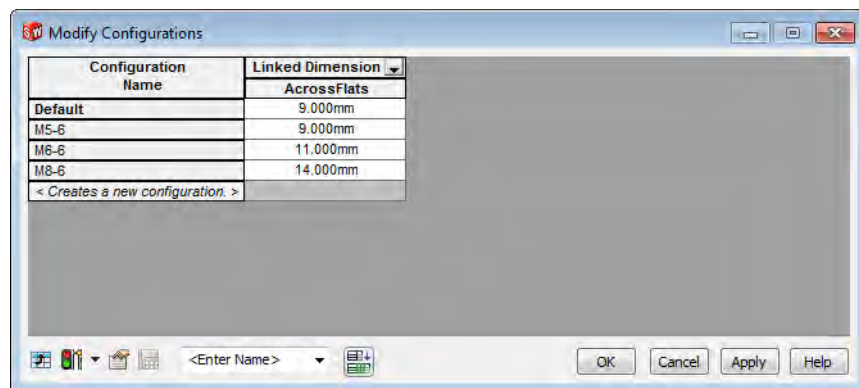 Modify Configurations
Configuration Name
Linked Dimension
AcrossFlats
Default 9.000mm
M5-6 9.000mm
M6-6 11.000mm
M8-6 14.000mm
< Creates a new configuration. >
<Enter Name>
OK Cancel Apply Help